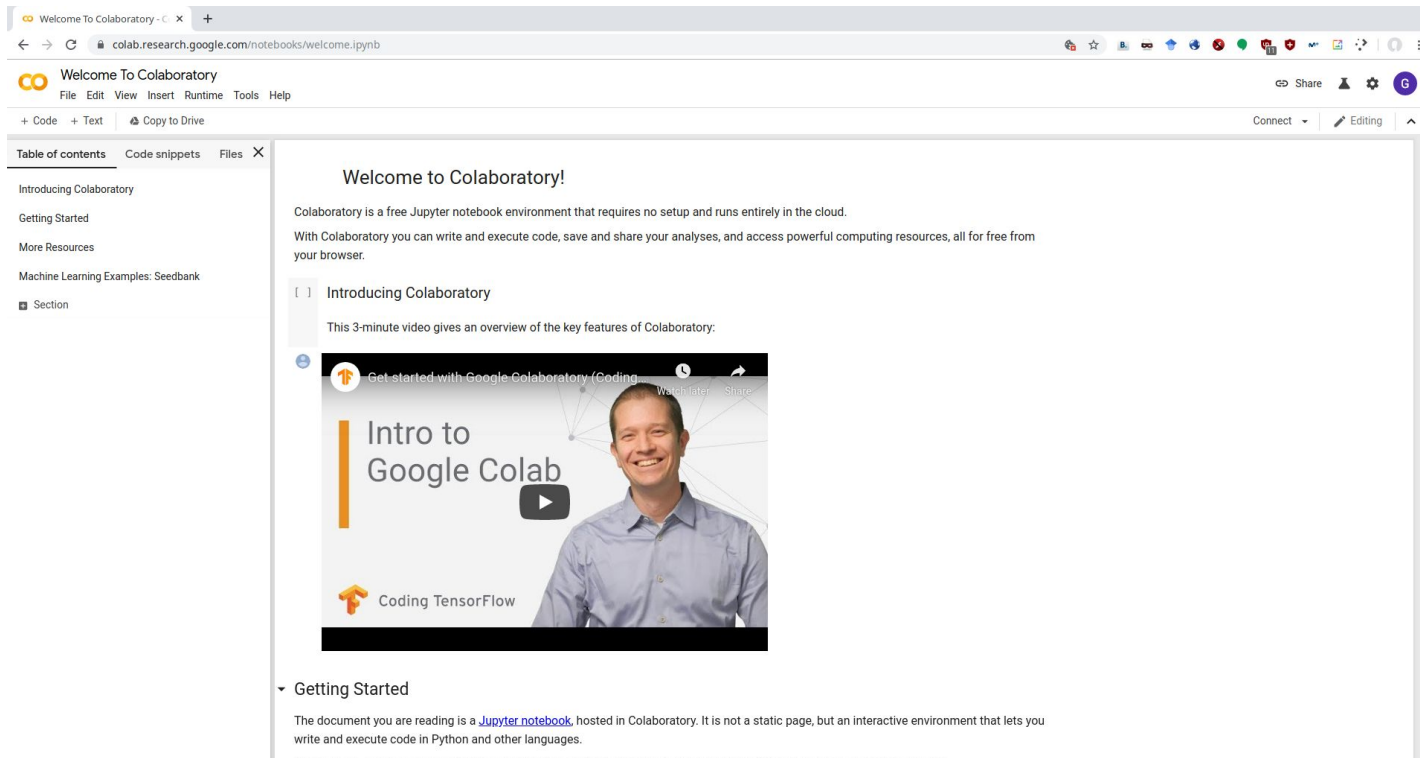 Welcome To Colaboratory - C
colab.research.google.com/notebooks/welcome.ipynb
11
Welcome To Colaboratory
File Edit View Insert Runtime Tools Help
Share
G
+ Code + Text Copy to Drive
Connect Editing
Table of contents Code snippets Files
Introducing Colaboratory
Getting Started
More Resources
Machine Learning Examples: Seedbank
Section
Welcome to Colaboratory!
Colaboratory is a free Jupyter notebook environment that requires no setup and runs entirely in the cloud.
With Colaboratory you can write and execute code, save and share your analyses, and access powerful computing resources, all for free from
your browser.
[ ] Introducing Colaboratory
This 3-minute video gives an overview of the key features of Colaboratory:
Get started with Google Colaboratory (Coding...
Watch later Share
Intro to
Google Colab
Coding TensorFlow
Getting Started
The document you are reading is a Jupyter notebook, hosted in Colaboratory. It is not a static page, but an interactive environment that lets you
write and execute code in Python and other languages.